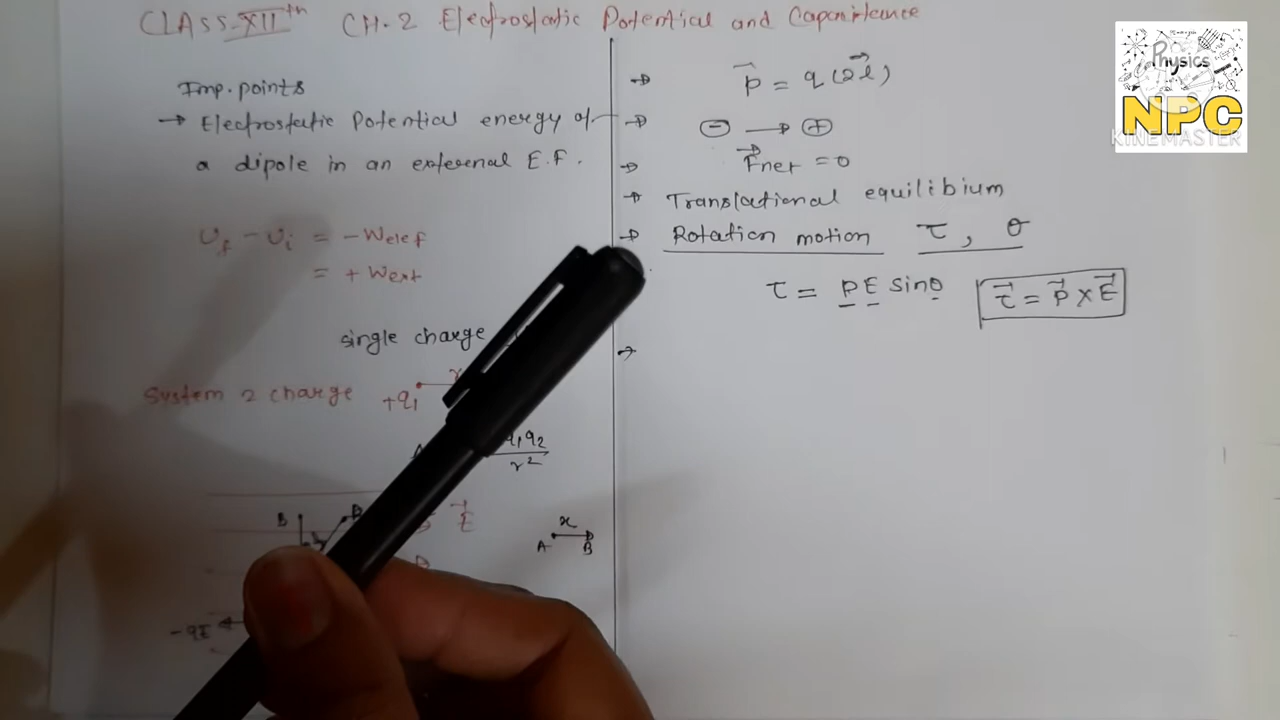 CLASS-XIIth CH-2 Electrostatic Potential and Capacitance
Imp. points
→ Electrostatic Potential energy of
a dipole in an external E.F.
Uf - Ui = -Welef
= + Wext
single charge
System 2 charge +q1
q1q2
r²
B
E
x
A B
-qE
→ p = q(2l)
→ - → +
→ Fnet = 0
→ Translational equilibium
→ Rotation motion τ, θ
τ = PE sinθ τ = P × E
→
Physics
NPC
KINEMASTER